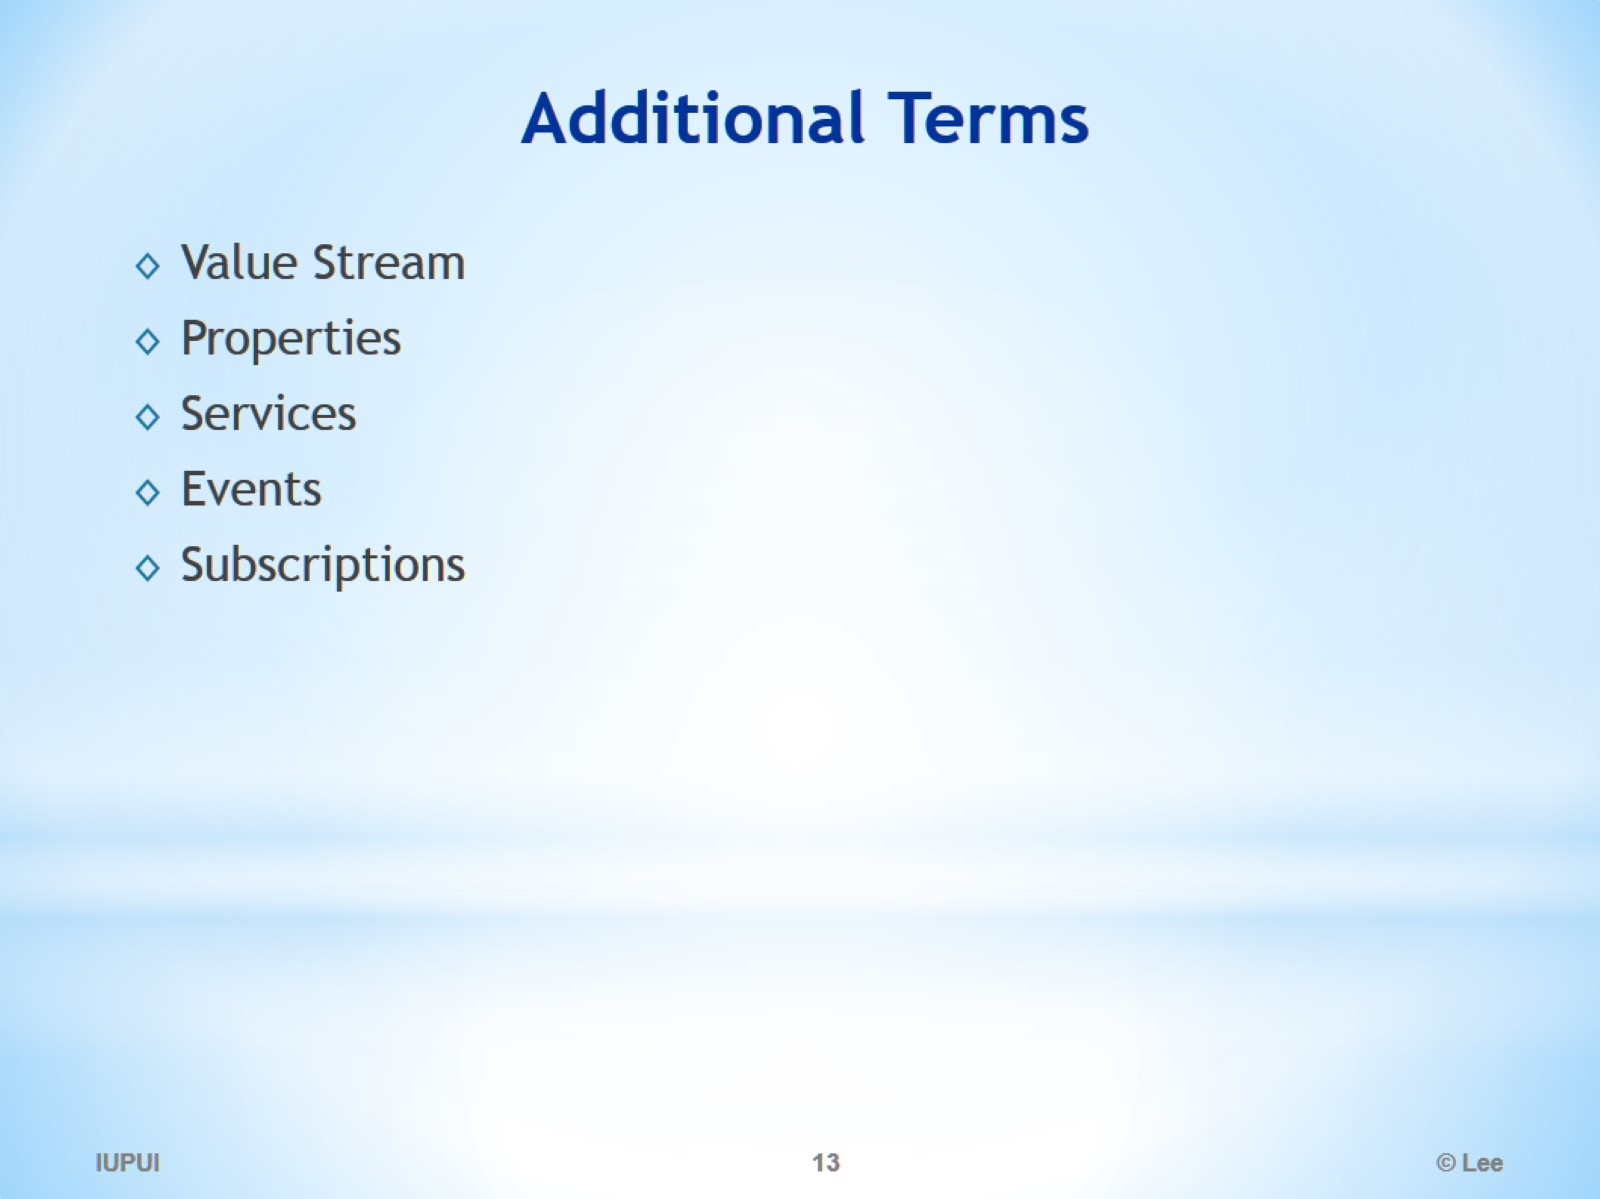 Additional Terms
◇ Value Stream
◇ Properties
◇ Services
◇ Events
◇ Subscriptions
IUPUI 13 © Lee